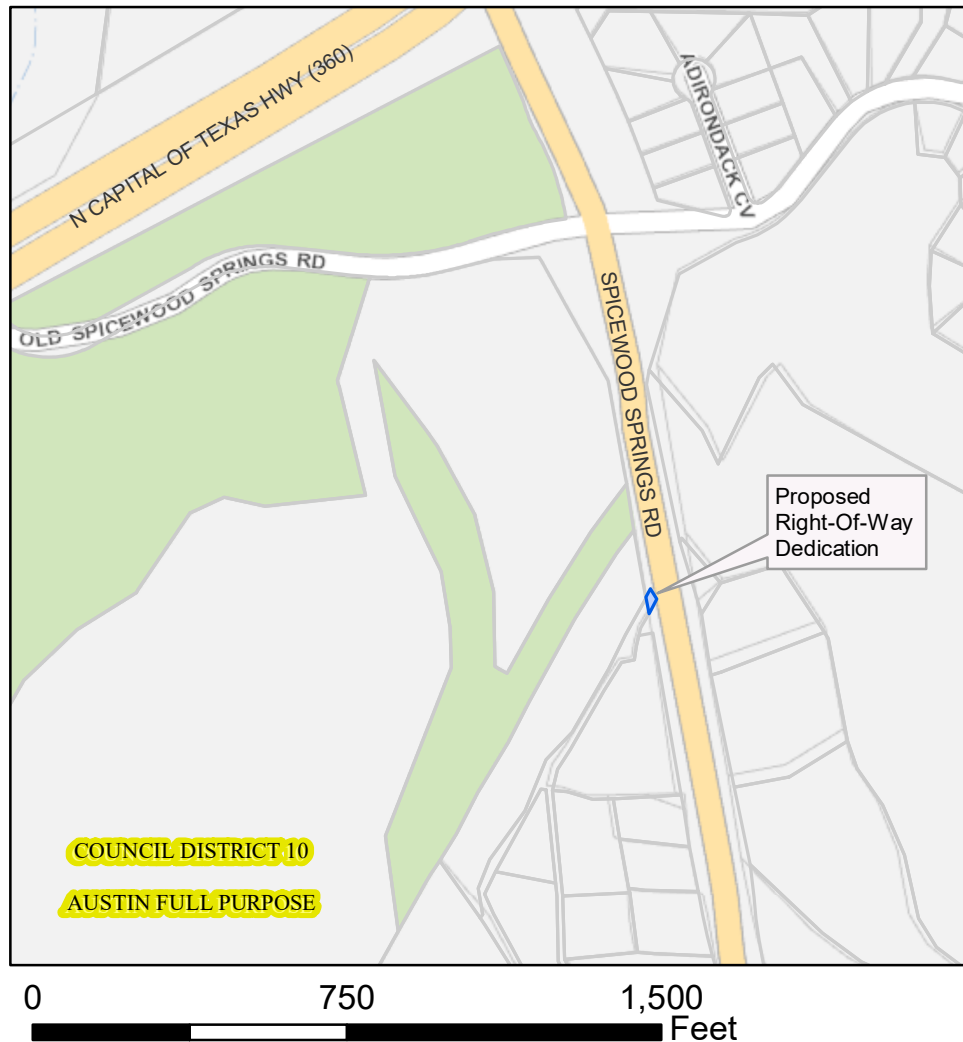 N CAPITAL OF TEXAS HWY (360)
ADIRONDACK CV
OLD SPICEWOOD SPRINGS RD
SPICEWOOD SPRINGS RD
Proposed
Right-Of-Way
Dedication
COUNCIL DISTRICT 10
AUSTIN FULL PURPOSE
0 750 1,500
Feet